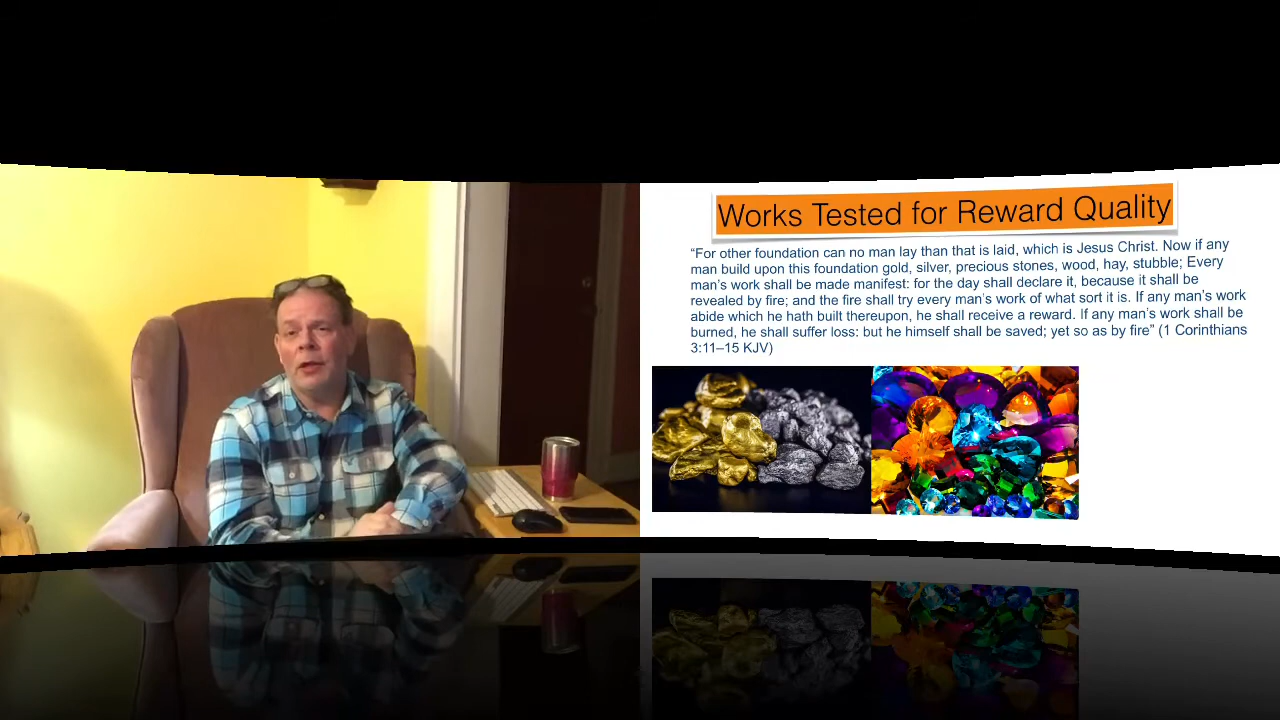 Works Tested for Reward Quality
“For other foundation can no man lay than that is laid, which is Jesus Christ. Now if any
man build upon this foundation gold, silver, precious stones, wood, hay, stubble; Every
man’s work shall be made manifest: for the day shall declare it, because it shall be
revealed by fire; and the fire shall try every man’s work of what sort it is. If any man’s work
abide which he hath built thereupon, he shall receive a reward. If any man’s work shall be
burned, he shall suffer loss: but he himself shall be saved; yet so as by fire” (1 Corinthians
3:11–15 KJV)